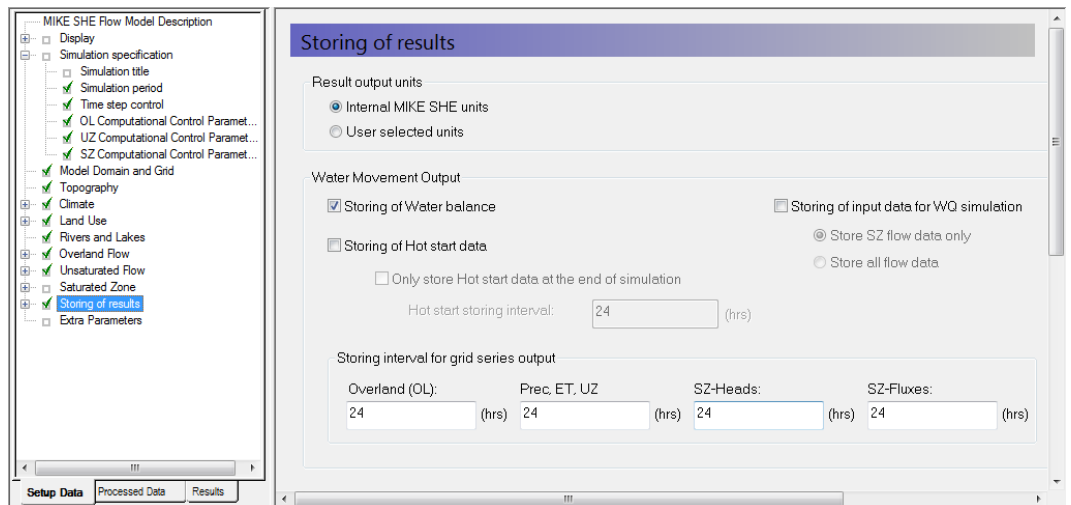 MIKE SHE Flow Model Description
Display
Simulation specification
Simulation title
Simulation period
Time step control
OL Computational Control Paramet...
UZ Computational Control Paramet...
SZ Computational Control Paramet...
Model Domain and Grid
Topography
Climate
Land Use
Rivers and Lakes
Overland Flow
Unsaturated Flow
Saturated Zone
Storing of results
Extra Parameters
Setup Data Processed Data Results
Storing of results
Result output units
Internal MIKE SHE units
User selected units
Water Movement Output
Storing of Water balance
Storing of input data for WQ simulation
Store SZ flow data only
Store all flow data
Storing of Hot start data
Only store Hot start data at the end of simulation
Hot start storing interval: 24 (hrs)
Storing interval for grid series output
Overland (OL): Prec, ET, UZ SZ-Heads: SZ-Fluxes:
24 (hrs) 24 (hrs) 24 (hrs) 24 (hrs)